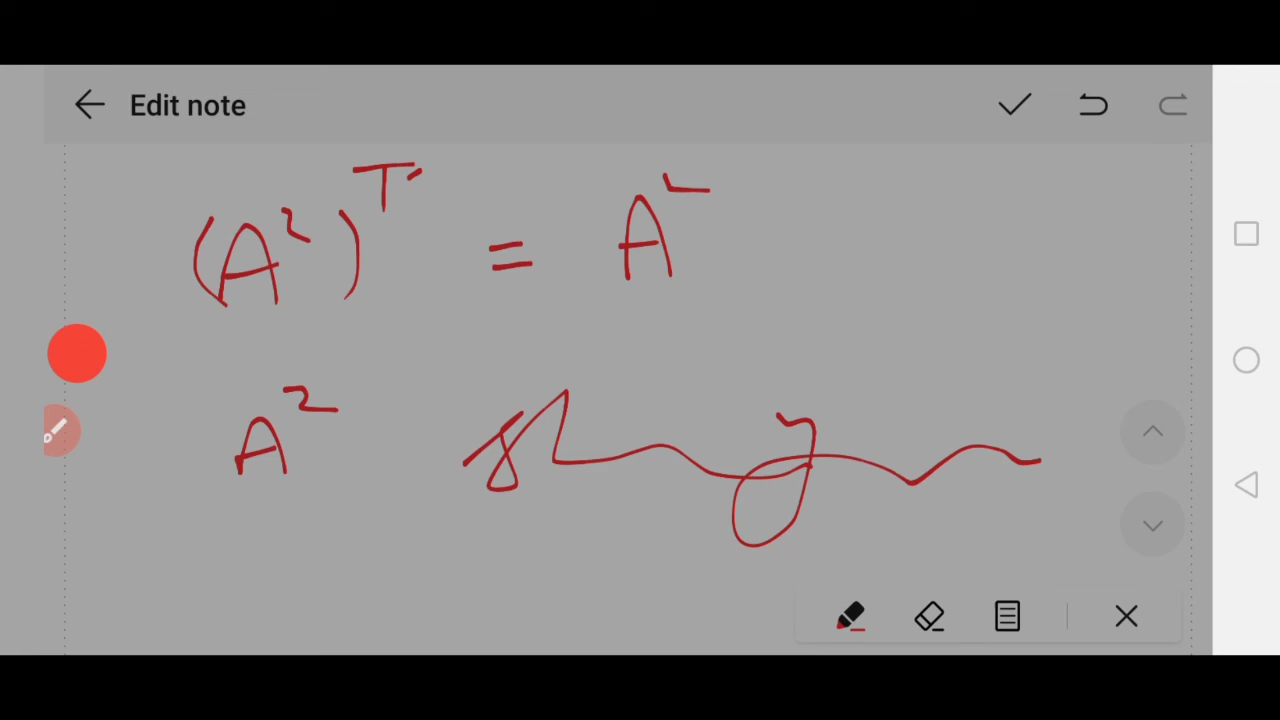 Edit note
(A²)ᵀ = A²
A²